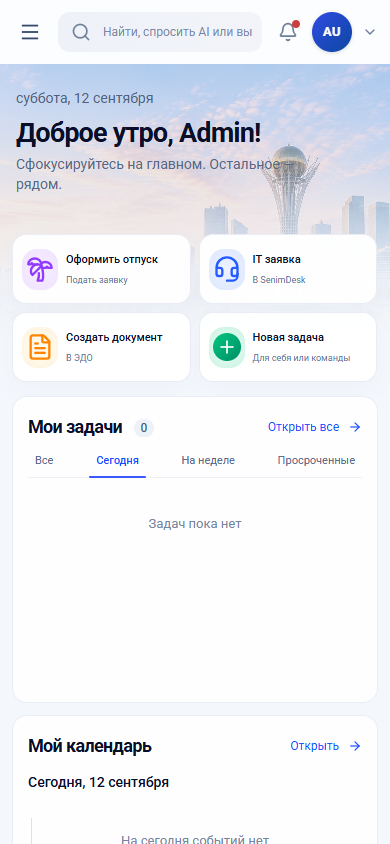 Найти, спросить AI или вы
AU
суббота, 12 сентября
Доброе утро, Admin!
Сфокусируйтесь на главном. Остальное —
рядом.
Оформить отпуск
Подать заявку
IT заявка
В SenimDesk
Создать документ
В ЭДО
Новая задача
Для себя или команды
Мои задачи 0
Открыть все
Все Сегодня На неделе Просроченные
Задач пока нет
Мой календарь
Открыть
Сегодня, 12 сентября
На сегодня событий нет